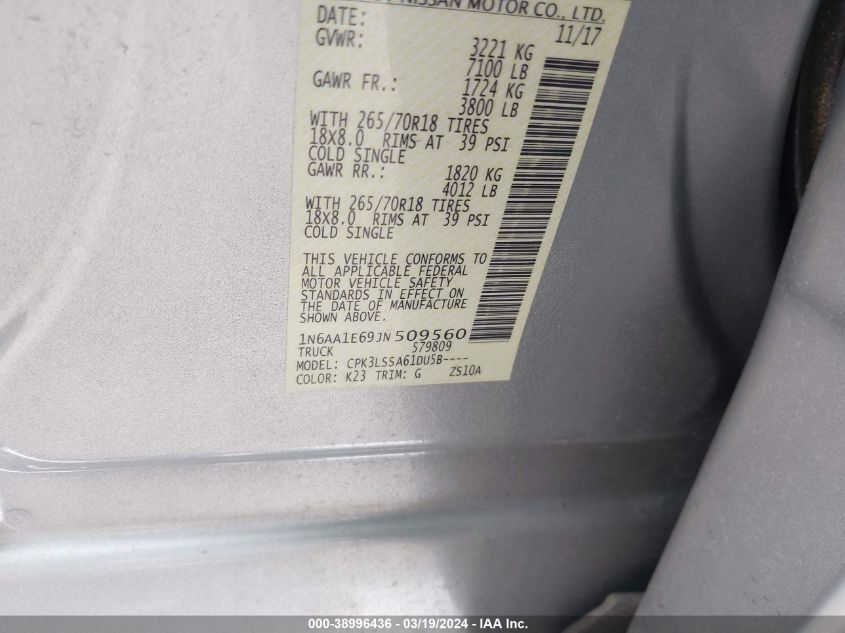 NISSAN MOTOR CO., LTD.
DATE: 11/17
GVWR: 3221 KG
7100 LB
GAWR FR.: 1724 KG
3800 LB
WITH 265/70R18 TIRES
18X8.0 RIMS AT 39 PSI
COLD SINGLE
GAWR RR.: 1820 KG
4012 LB
WITH 265/70R18 TIRES
18X8.0 RIMS AT 39 PSI
COLD SINGLE
THIS VEHICLE CONFORMS TO
ALL APPLICABLE FEDERAL
MOTOR VEHICLE SAFETY
STANDARDS IN EFFECT ON
THE DATE OF MANUFACTURE
SHOWN ABOVE.
1N6AA1E69JN509560
TRUCK 579809
MODEL: CPK3LSSA61DU5B----
COLOR: K23 TRIM: G ZS10A
000-38996436 - 03/19/2024 - IAA Inc.